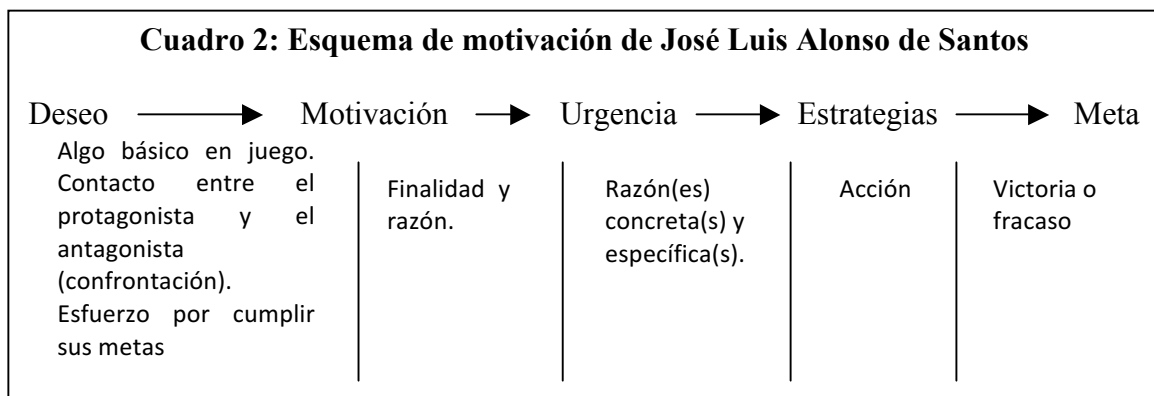 Cuadro 2: Esquema de motivación de José Luis Alonso de Santos
Deseo Motivación Urgencia Estrategias Meta
Algo básico en juego.
Contacto entre el
protagonista y el
antagonista
(confrontación).
Esfuerzo por cumplir
sus metas
Finalidad y
razón.
Razón(es)
concreta(s) y
específica(s).
Acción
Victoria o
fracaso